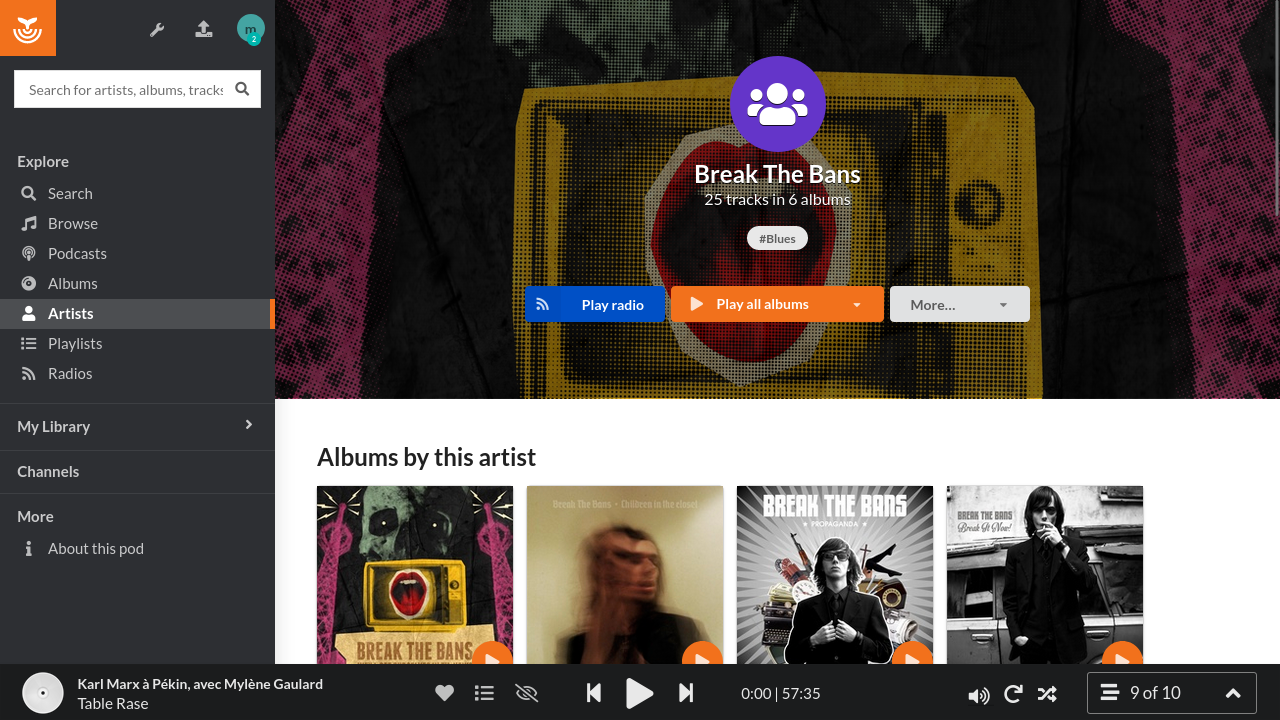 m
2
Search for artists, albums, tracks
Explore
Search
Browse
Podcasts
Albums
Artists
Playlists
Radios
My Library
Channels
More
About this pod
Break The Bans
25 tracks in 6 albums
#Blues
Play radio
Play all albums
More...
Albums by this artist
BREAK THE BANS
Break The Bans - Children in the closet
BREAK THE BANS
★ PROPAGANDA ★
BREAK THE BANS
Break It Now!
Karl Marx à Pékin, avec Mylène Gaulard
Table Rase
0:00 | 57:35
9 of 10